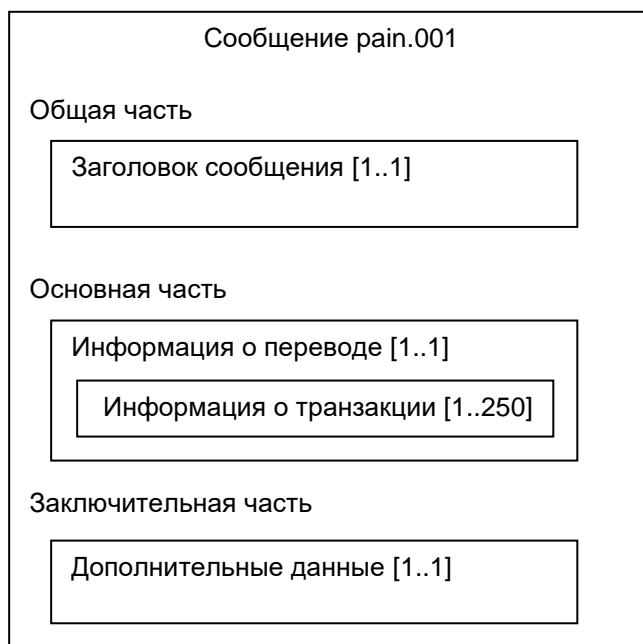 Сообщение pain.001
Общая часть
Заголовок сообщения [1..1]
Основная часть
Информация о переводе [1..1]
Информация о транзакции [1..250]
Заключительная часть
Дополнительные данные [1..1]